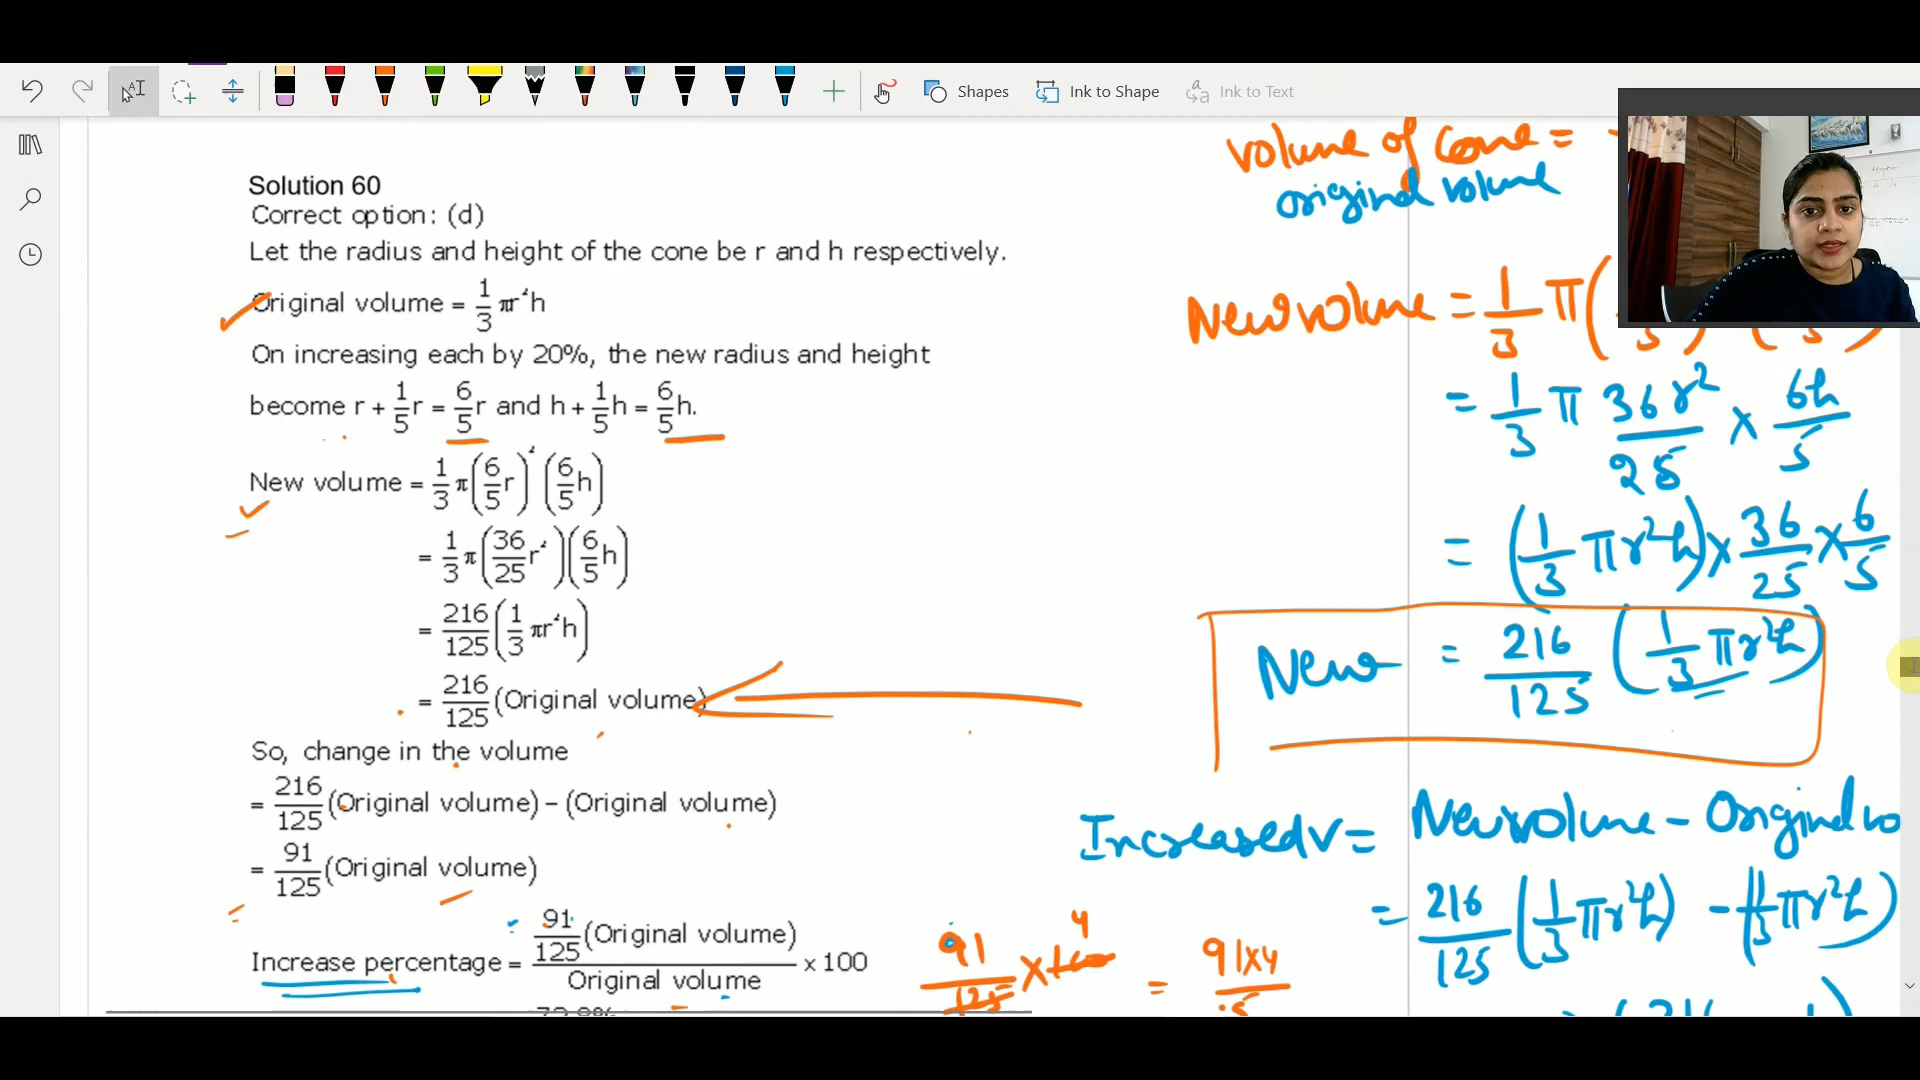 Shapes
Ink to Shape
Ink to Text
Solution 60
Correct option: (d)
Let the radius and height of the cone be r and h respectively.
Original volume = 1/3 πr²h
On increasing each by 20%, the new radius and height
become r + 1/5 r = 6/5 r and h + 1/5 h = 6/5 h.
New volume = 1/3 π(6/5 r)² (6/5 h)
= 1/3 π(36/25 r²)(6/5 h)
= 216/125 (1/3 πr²h)
= 216/125 (Original volume)
So, change in the volume
= 216/125 (Original volume) – (Original volume)
= 91/125 (Original volume)
Increase percentage = 91/125 (Original volume) / Original volume × 100
volume of cone =
original volume
New volume = 1/3 π(
= 1/3 π 36r²/25 × 6h/5
= (1/3 πr²h) × 36/25 × 6/5
New = 216/125 (1/3 πr²h)
Increased V = New volume - Original vo
= 216/125 (1/3 πr²h) - (1/3 πr²h)
91/125 × 100 4 = 91×4/5